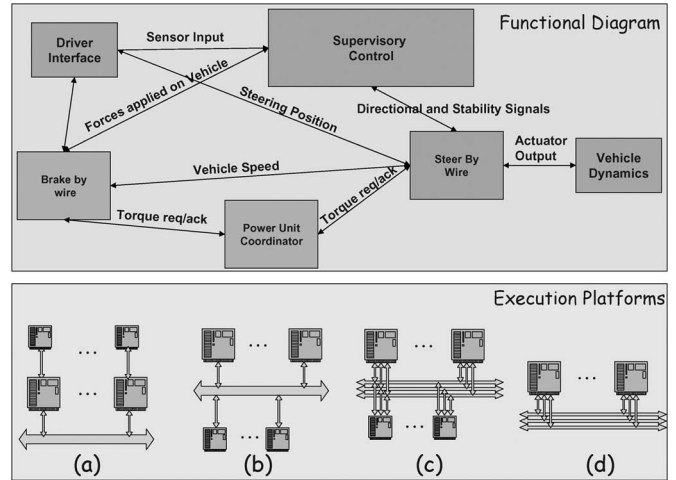 Functional Diagram
Driver
Interface
Sensor Input
Supervisory
Control
Forces applied on Vehicle
Steering Position
Directional and Stability Signals
Brake by
wire
Vehicle Speed
Steer By
Wire
Actuator
Output
Vehicle
Dynamics
Torque req/ack
Power Unit
Coordinator
Torque req/ack
Execution Platforms
...
...
...
...
...
...
...
(a)
(b)
(c)
(d)